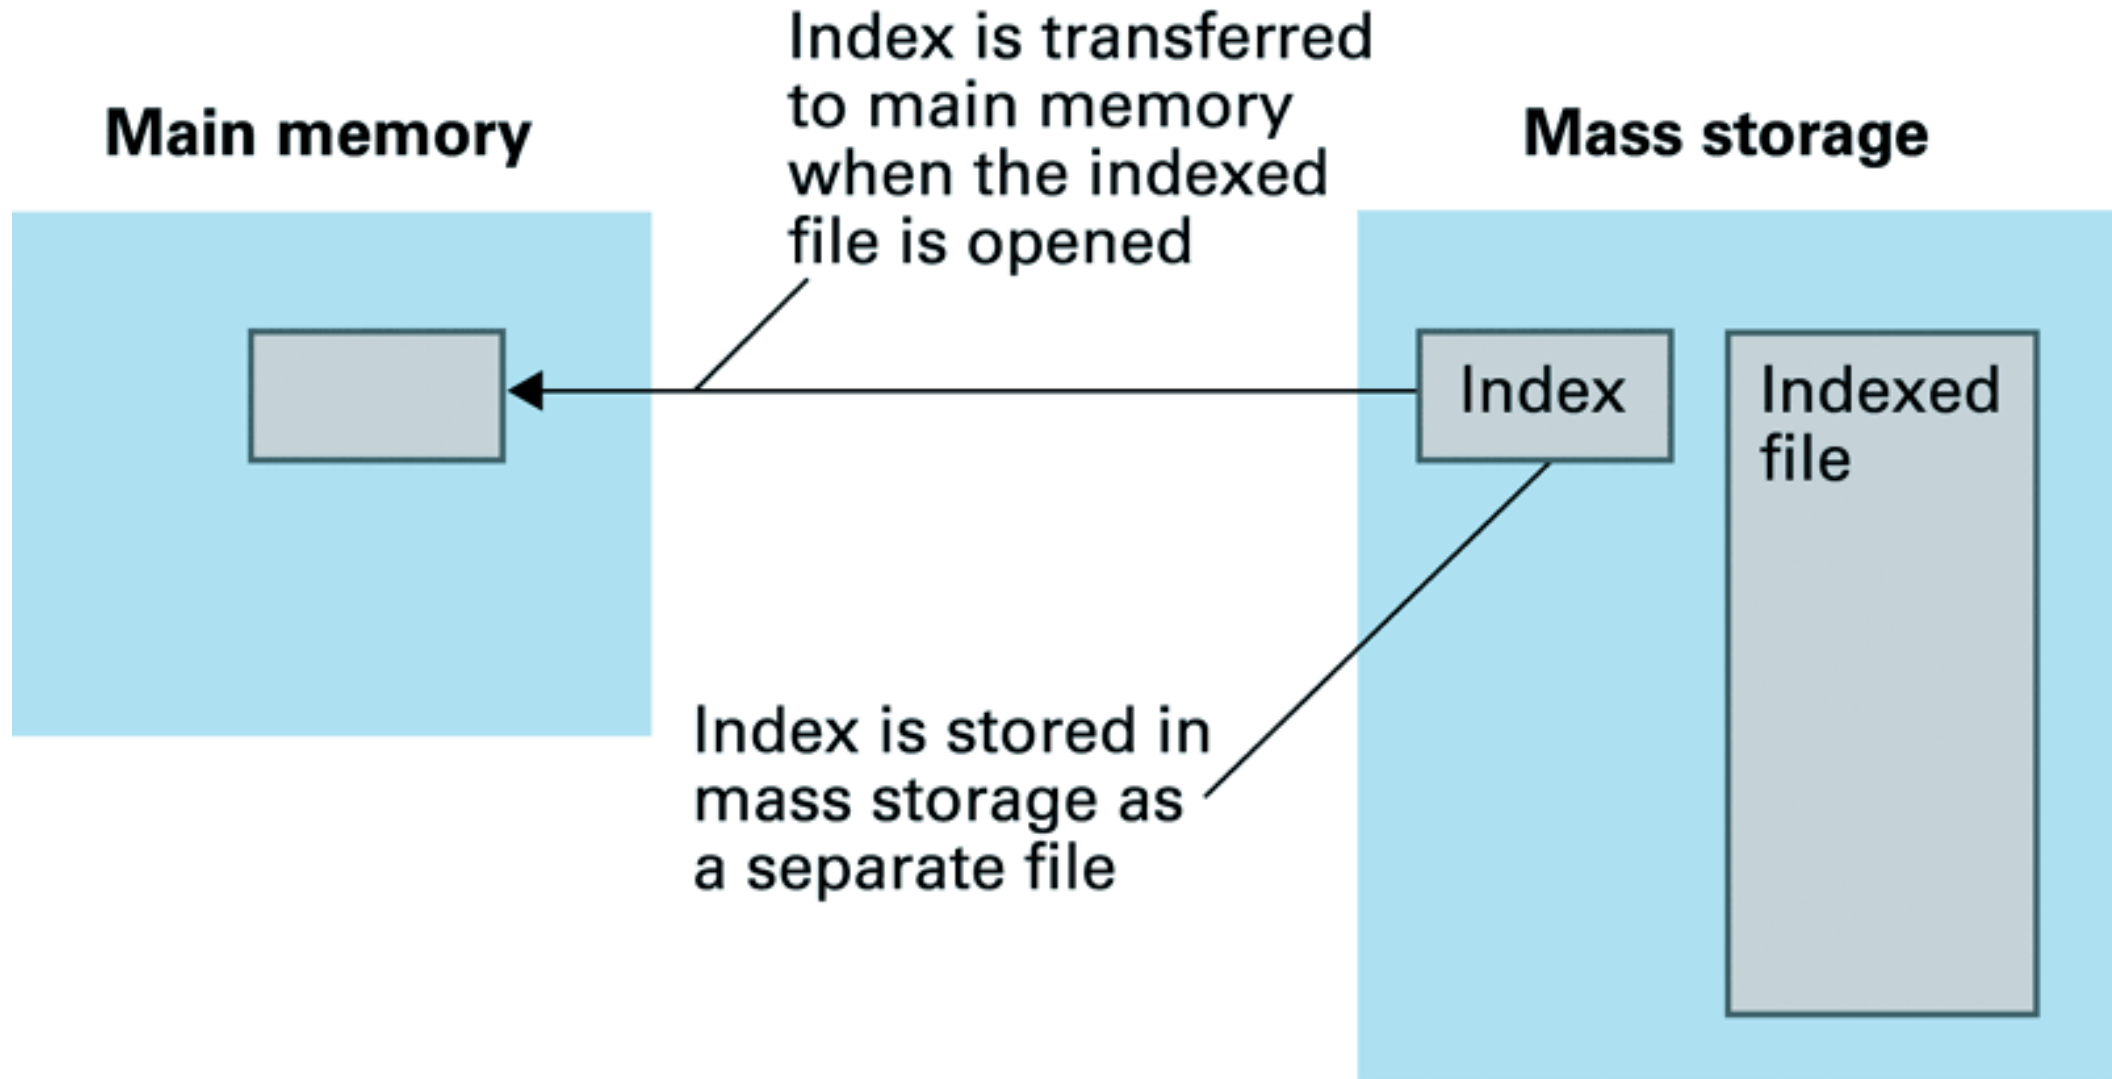 Main memory
Index is transferred
to main memory
when the indexed
file is opened
Mass storage
Index
Indexed
file
Index is stored in
mass storage as
a separate file